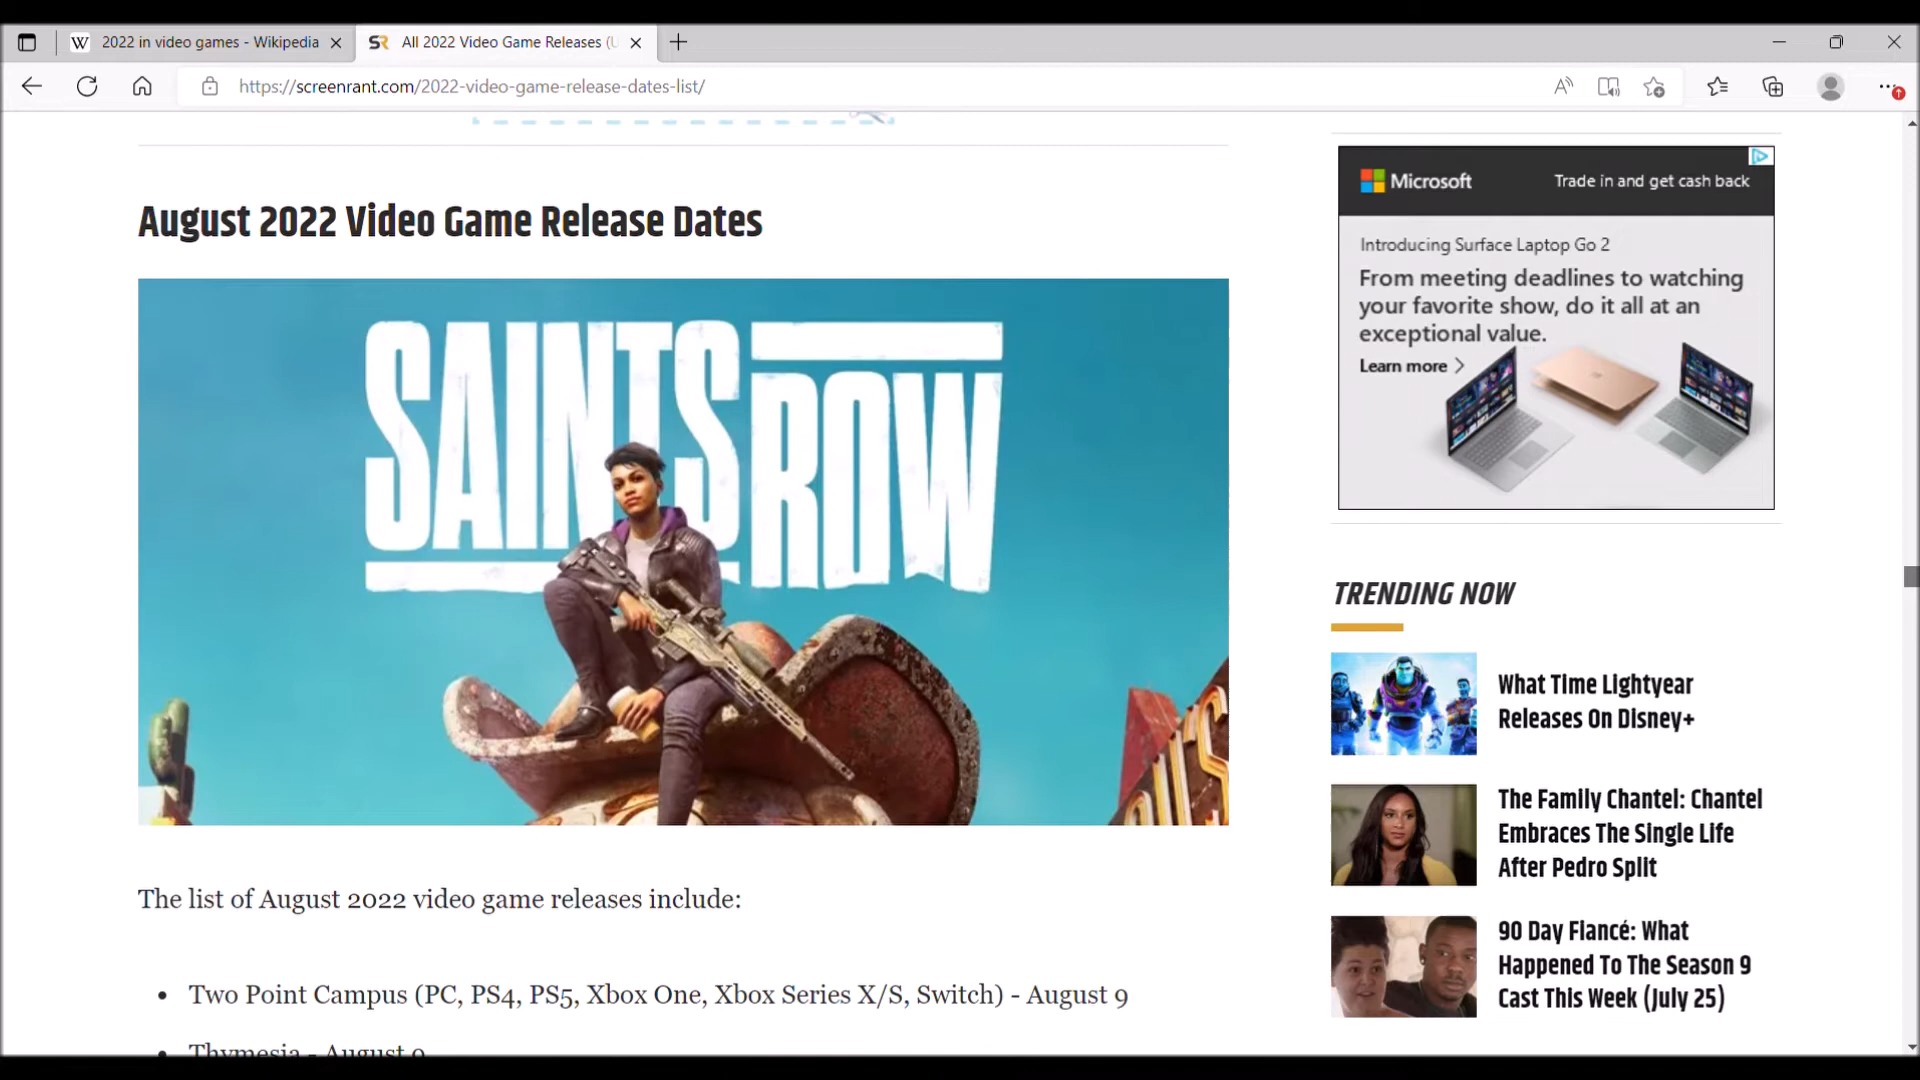 2022 in video games - Wikipedia
All 2022 Video Game Releases (U
https://screenrant.com/2022-video-game-release-dates-list/
August 2022 Video Game Release Dates
SAINTS ROW
The list of August 2022 video game releases include:
• Two Point Campus (PC, PS4, PS5, Xbox One, Xbox Series X/S, Switch) - August 9
• Thymesia - August 9
Microsoft
Trade in and get cash back
Introducing Surface Laptop Go 2
From meeting deadlines to watching
your favorite show, do it all at an
exceptional value.
Learn more >
TRENDING NOW
What TIme Lightyear
Releases On Disney+
The Family Chantel: Chantel
Embraces The Single Life
After Pedro Split
90 Day Fiancé: What
Happened To The Season 9
Cast This Week (July 25)